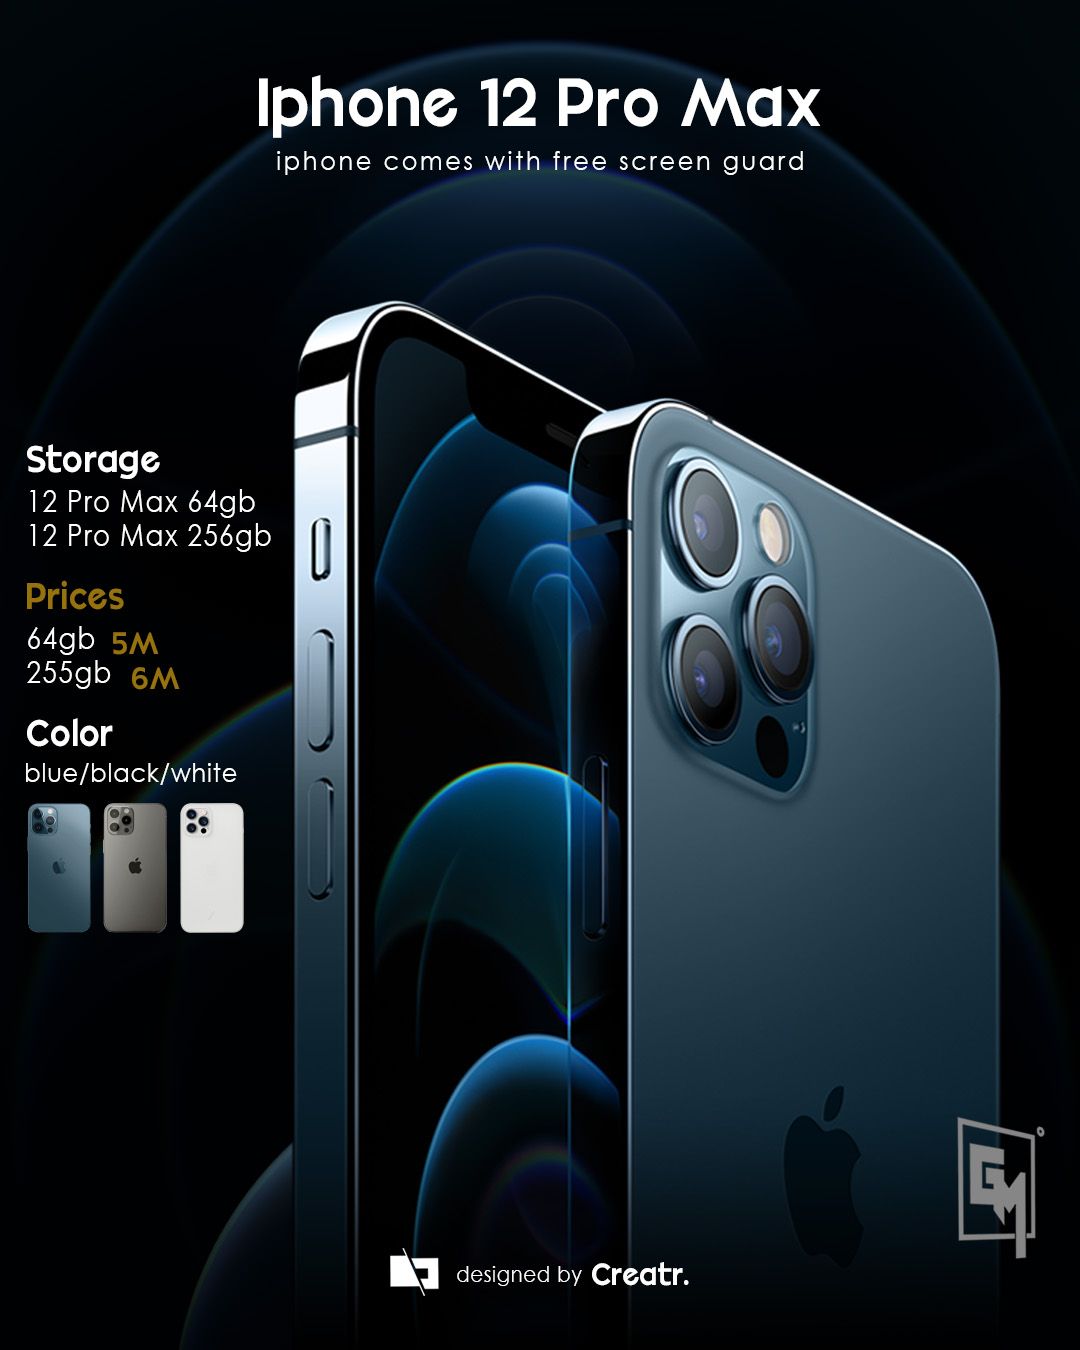 Iphone 12 Pro Max
iphone comes with free screen guard
Storage
12 Pro Max 64gb
12 Pro Max 256gb
Prices
64gb 5M
255gb 6M
Color
blue/black/white
GM
designed by Creatr.